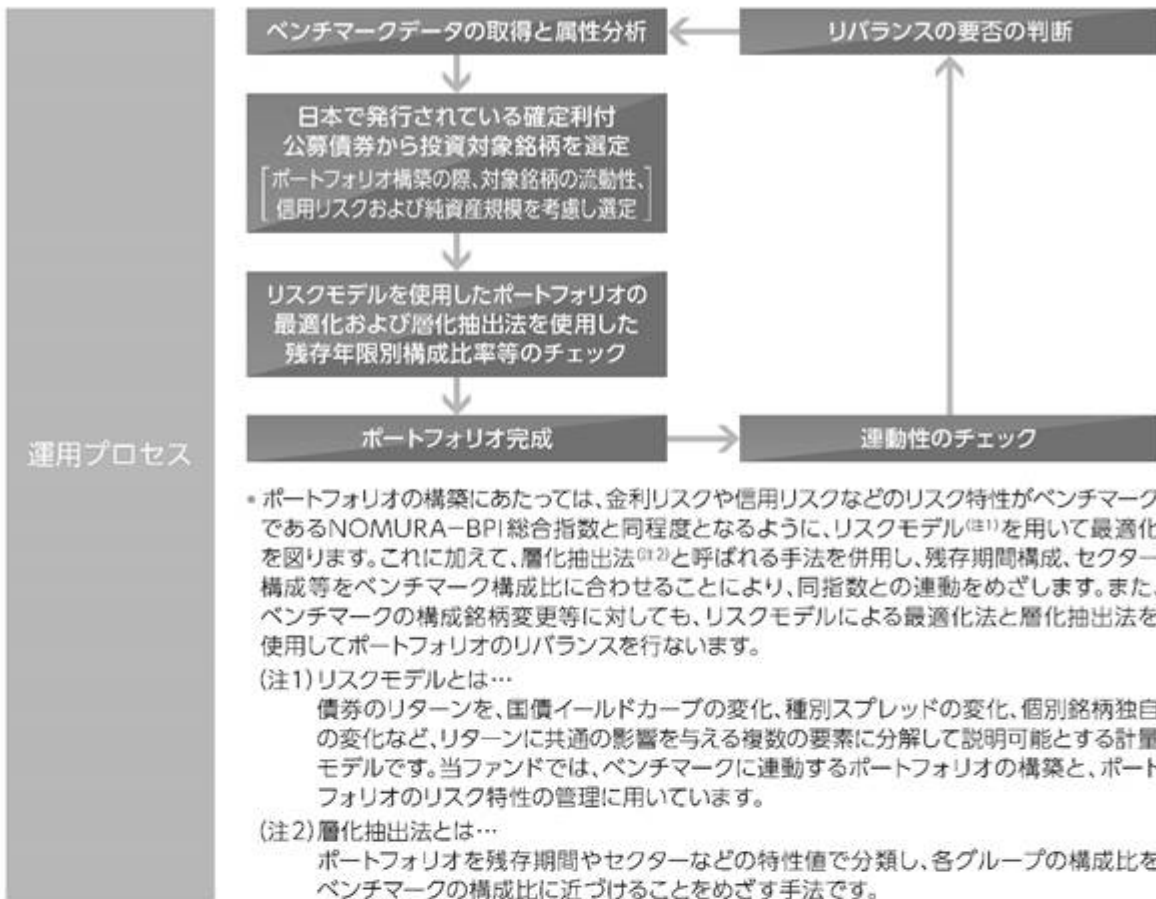 ベンチマークデータの取得と属性分析
リバランスの要否の判断
日本で発行されている確定利付
公募債券から投資対象銘柄を選定
[ポートフォリオ構築の際、対象銘柄の流動性、
信用リスクおよび純資産規模を考慮し選定]
リスクモデルを使用したポートフォリオの
最適化および層化抽出法を使用した
残存年限別構成比率等のチェック
ポートフォリオ完成
連動性のチェック
運用プロセス
●ポートフォリオの構築にあたっては、金利リスクや信用リスクなどのリスク特性がベンチマーク
であるNOMURA−BPI総合指数と同程度となるように、リスクモデル(注1)を用いて最適化
を図ります。これに加えて、層化抽出法(注2)と呼ばれる手法を併用し、残存期間構成、セクター
構成等をベンチマーク構成比に合わせることにより、同指数との連動をめざします。また、
ベンチマークの構成銘柄変更等に対しても、リスクモデルによる最適化法と層化抽出法を
使用してポートフォリオのリバランスを行ないます。
(注1)リスクモデルとは…
債券のリターンを、国債イールドカーブの変化、種別スプレッドの変化、個別銘柄独自
の変化など、リターンに共通の影響を与える複数の要素に分解して説明可能とする計量
モデルです。当ファンドでは、ベンチマークに連動するポートフォリオの構築と、ポート
フォリオのリスク特性の管理に用いています。
(注2)層化抽出法とは…
ポートフォリオを残存期間やセクターなどの特性値で分類し、各グループの構成比を
ベンチマークの構成比に近づけることをめざす手法です。